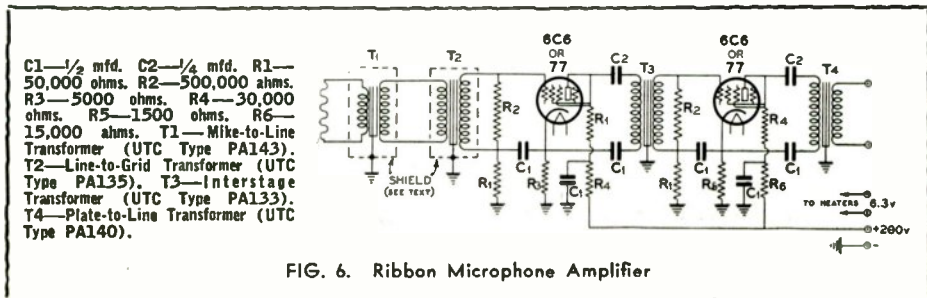 C1—1/2 mfd. C2—1/4 mfd. R1—
50,000 ohms. R2—500,000 ahms.
R3—5000 ohms. R4—30,000
ohms. R5—1500 ohms. R6—
15,000 ahms. T1—Mike-to-Line
Transformer (UTC Type PA143).
T2—Line-to-Grid Transformer (UTC
Type PA135). T3—Interstage
Transformer (UTC Type PA133).
T4—Plate-to-Line Transformer (UTC
Type PA140).
T1
T2
6C6
OR
77
C2
T3
6C6
OR
77
C2
T4
R2
R1
R2
R4
C1
C1
C1
C1
SHIELD
(SEE TEXT)
R1
R3
C1
R4
R1
C1
R6
TO HEATERS 6.3v
+280v
-
FIG. 6. Ribbon Microphone Amplifier